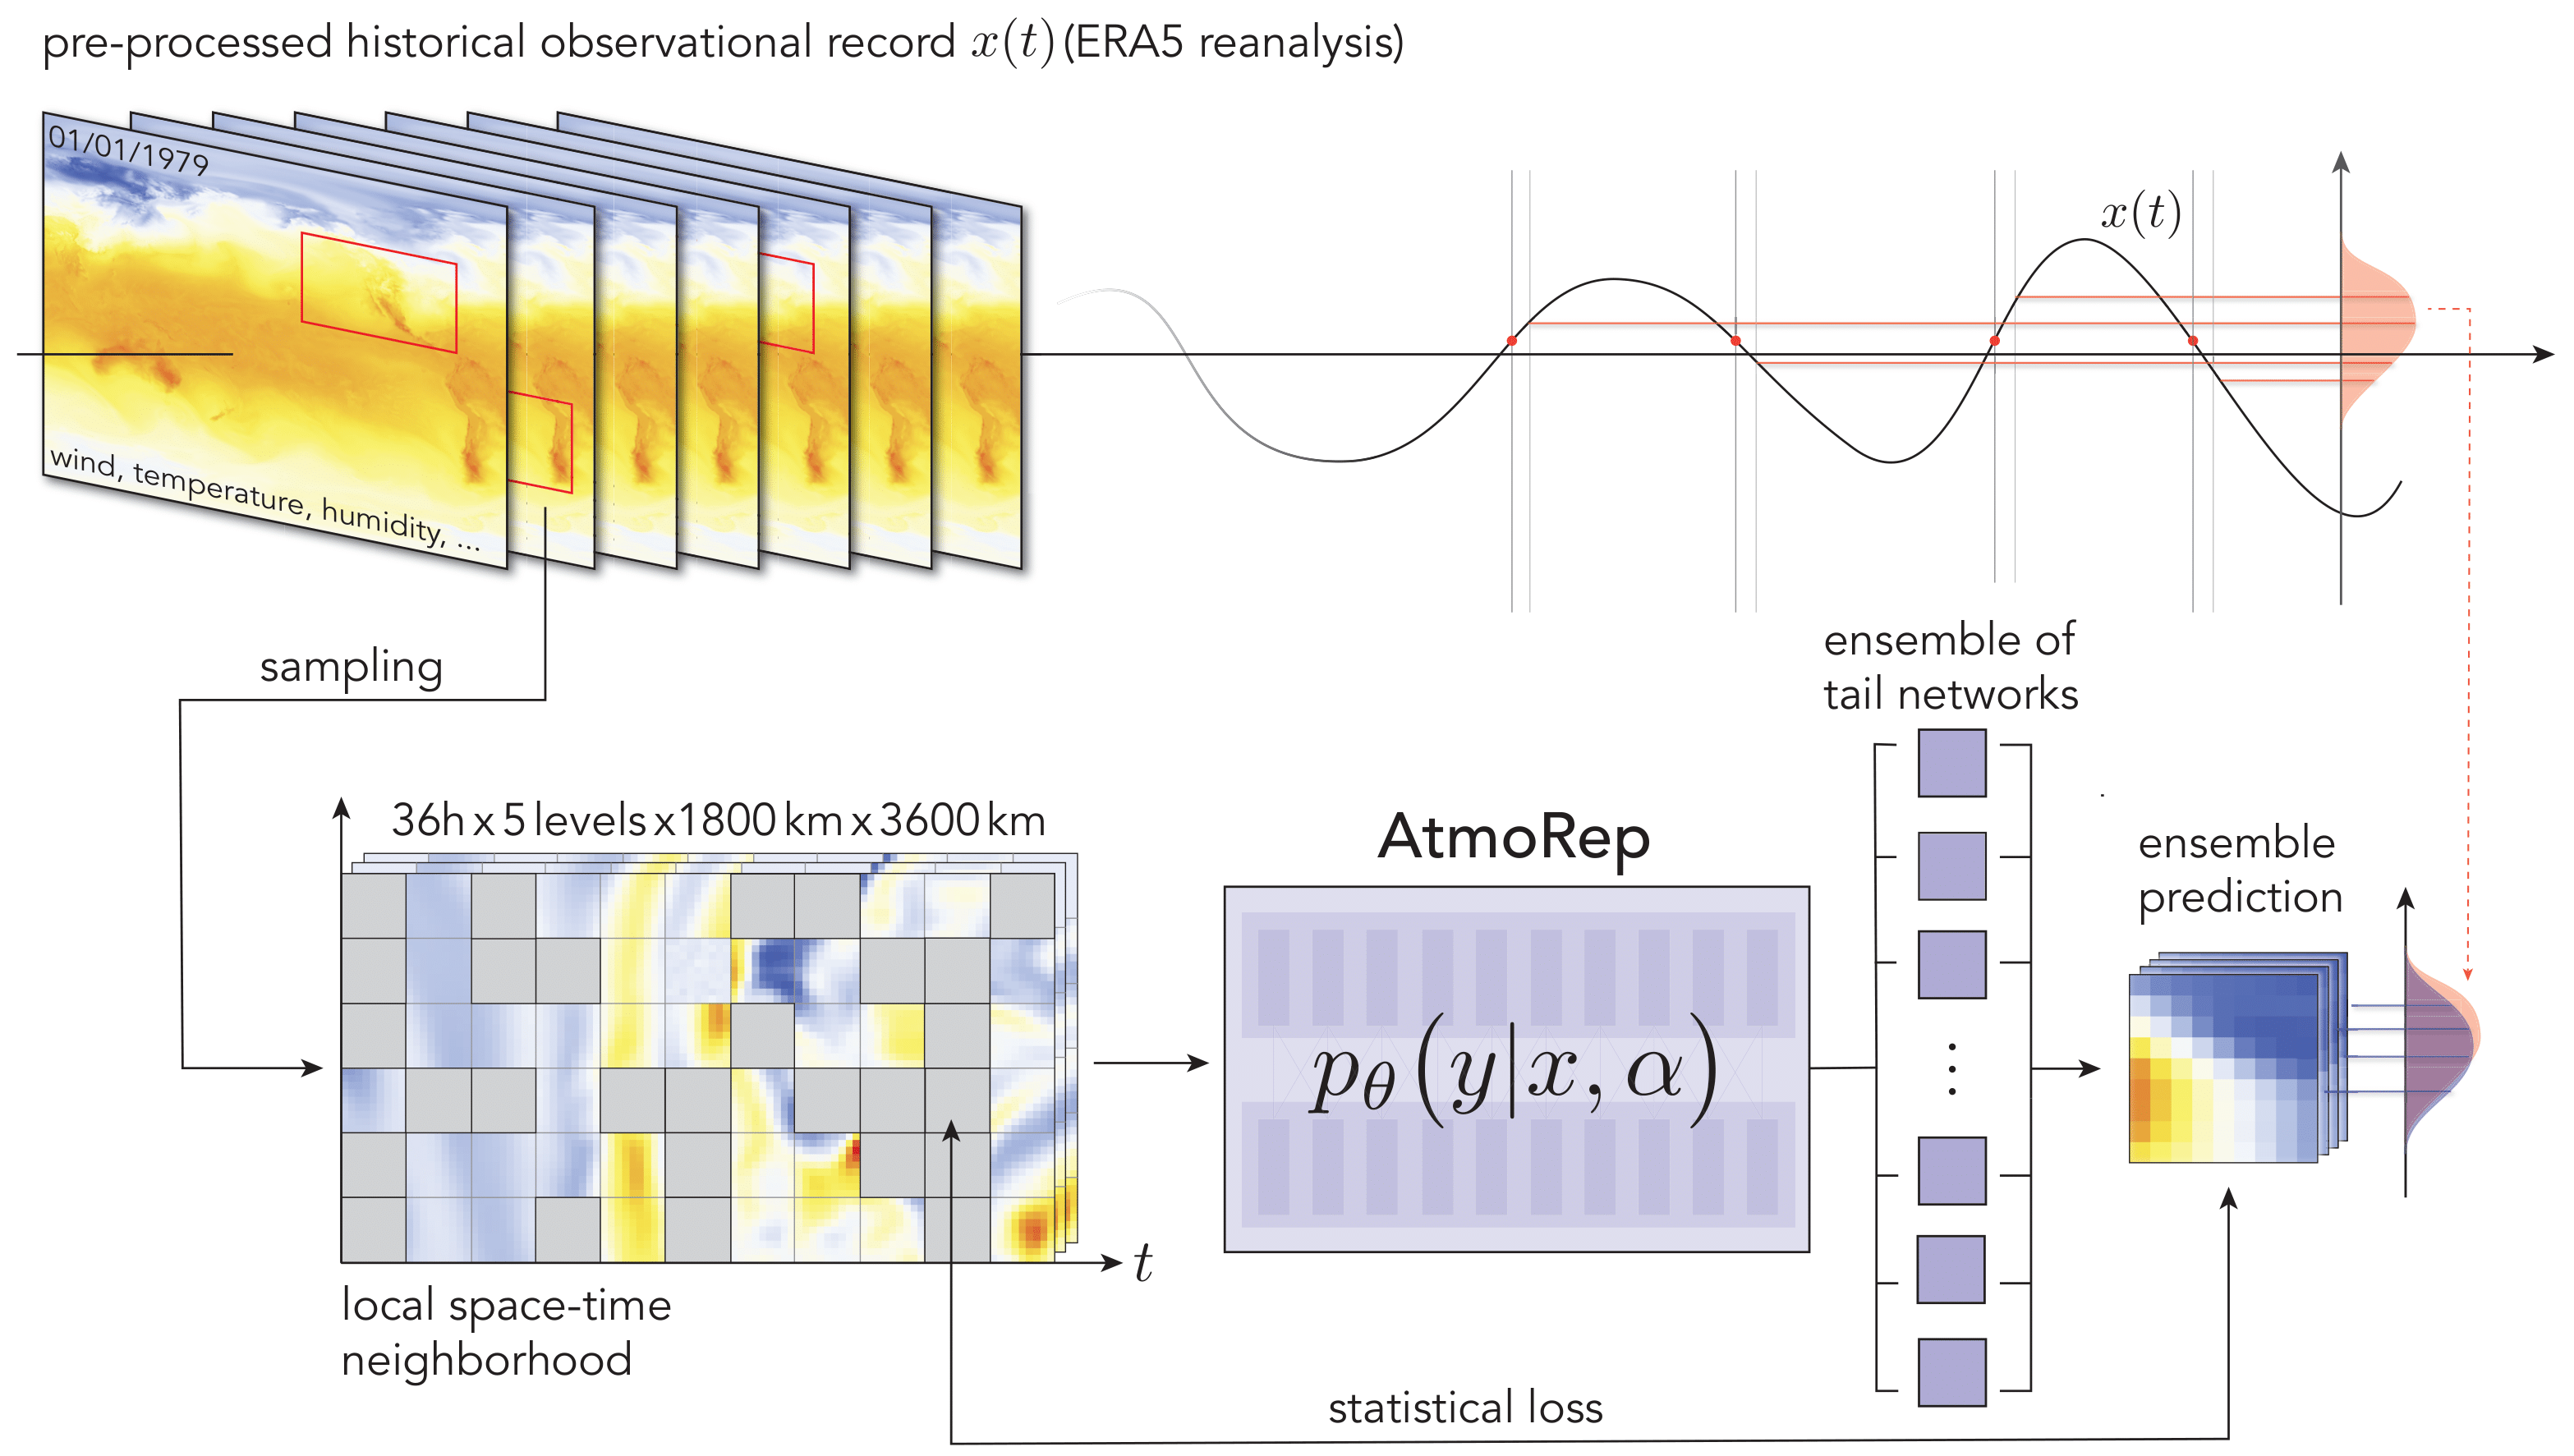 pre-processed historical observational record x(t) (ERA5 reanalysis)
01/01/1979
wind, temperature, humidity, ...
x(t)
sampling
ensemble of
tail networks
36h x 5 levels x 1800 km x 3600 km
AtmoRep
ensemble
prediction
p_θ(y|x, α)
t
local space-time
neighborhood
statistical loss